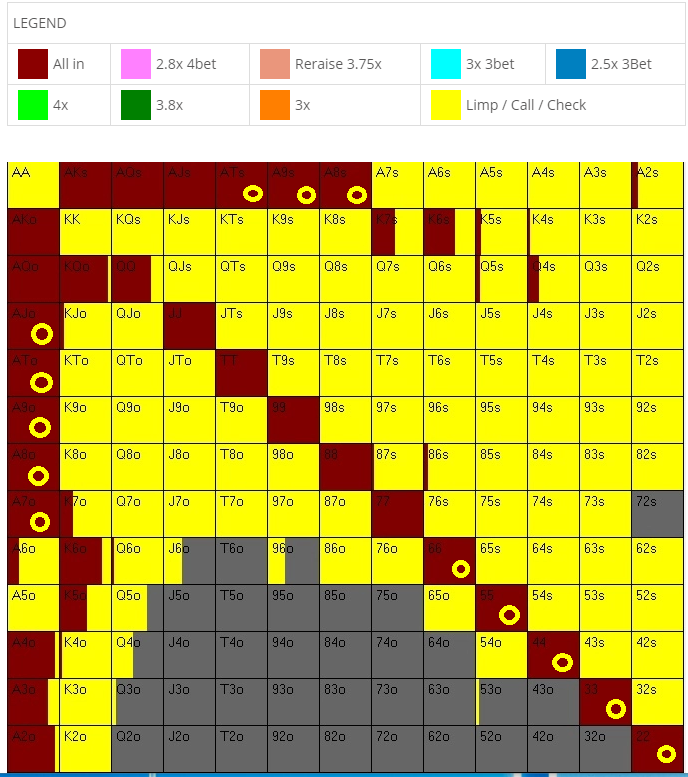 LEGEND
All in 2.8x 4bet Reraise 3.75x 3x 3bet 2.5x 3Bet
4x 3.8x 3x Limp / Call / Check
AA AKs AQs AJs ATs A9s A8s A7s A6s A5s A4s A3s A2s
AKo KK KQs KJs KTs K9s K8s K7s K6s K5s K4s K3s K2s
AQo KQo QQ QJs QTs Q9s Q8s Q7s Q6s Q5s Q4s Q3s Q2s
AJo KJo QJo JJ JTs J9s J8s J7s J6s J5s J4s J3s J2s
ATo KTo QTo JTo TT T9s T8s T7s T6s T5s T4s T3s T2s
A9o K9o Q9o J9o T9o 99 98s 97s 96s 95s 94s 93s 92s
A8o K8o Q8o J8o T8o 98o 88 87s 86s 85s 84s 83s 82s
A7o K7o Q7o J7o T7o 97o 87o 77 76s 75s 74s 73s 72s
A6o K6o Q6o J6o T6o 96o 86o 76o 66 65s 64s 63s 62s
A5o K5o Q5o J5o T5o 95o 85o 75o 65o 55 54s 53s 52s
A4o K4o Q4o J4o T4o 94o 84o 74o 64o 54o 44 43s 42s
A3o K3o Q3o J3o T3o 93o 83o 73o 63o 53o 43o 33 32s
A2o K2o Q2o J2o T2o 92o 82o 72o 62o 52o 42o 32o 22